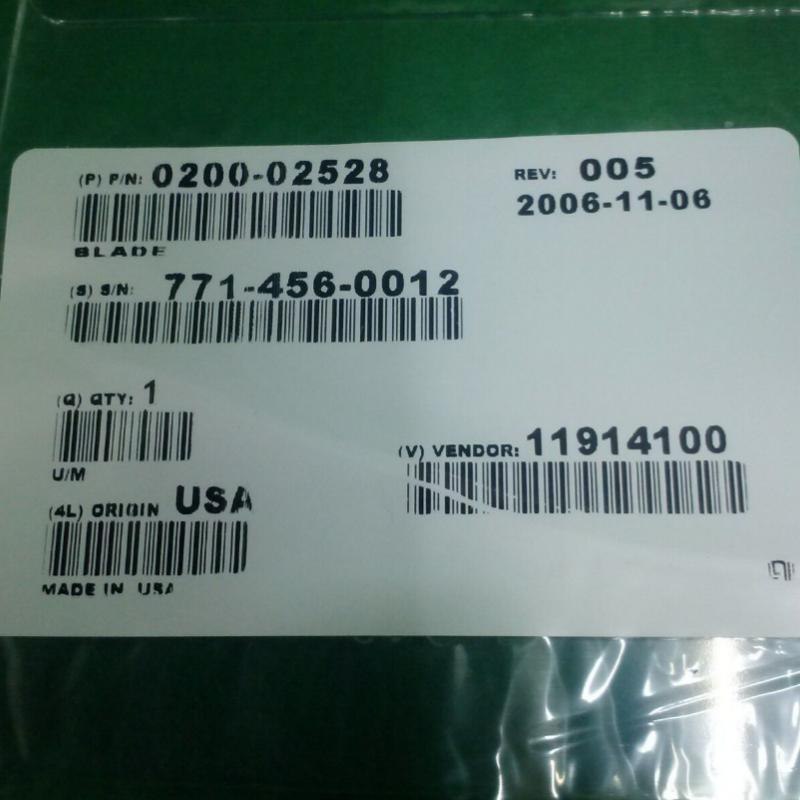 (P) P/N: 0200-02528
REV: 005
2006-11-06
BLADE
(S) S/N: 771-456-0012
(Q) QTY: 1
U/M
(V) VENDOR: 11914100
(4L) ORIGIN USA
MADE IN USA